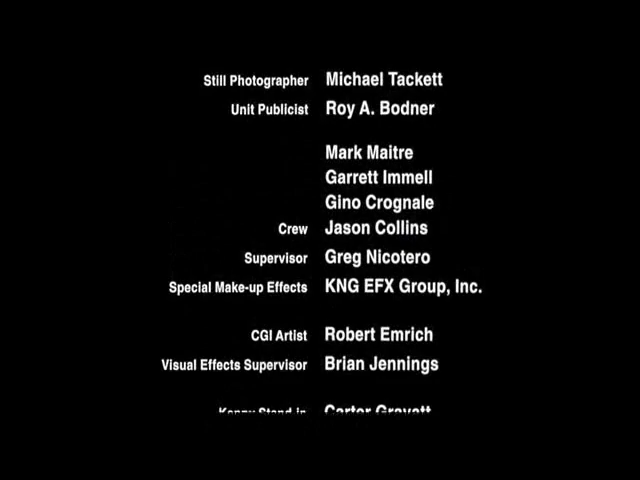 Still Photographer Michael Tackett
Unit Publicist Roy A. Bodner
Mark Maitre
Garrett Immell
Gino Crognale
Crew Jason Collins
Supervisor Greg Nicotero
Special Make-up Effects KNG EFX Group, Inc.
CGI Artist Robert Emrich
Visual Effects Supervisor Brian Jennings